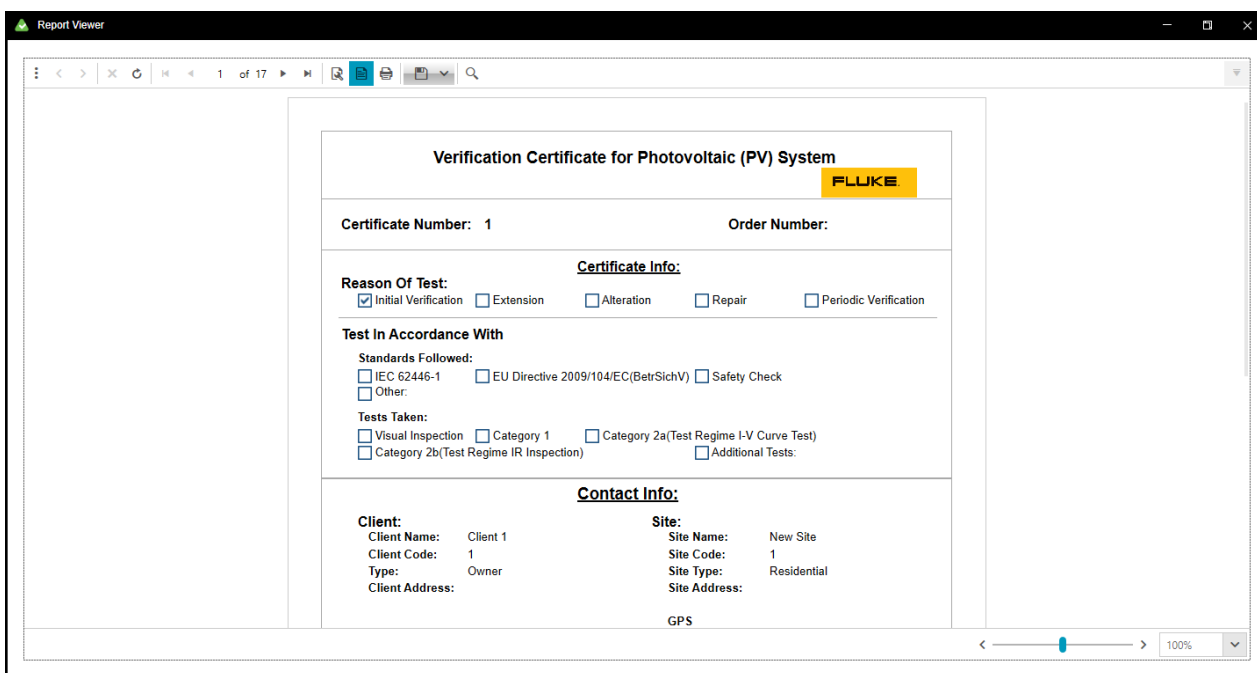 Report Viewer
1 of 17
Verification Certificate for Photovoltaic (PV) System
FLUKE.
Certificate Number: 1 Order Number:
Certificate Info:
Reason Of Test:
Initial Verification Extension Alteration Repair Periodic Verification
Test In Accordance With
Standards Followed:
IEC 62446-1 EU Directive 2009/104/EC(BetrSichV) Safety Check
Other:
Tests Taken:
Visual Inspection Category 1 Category 2a(Test Regime I-V Curve Test)
Category 2b(Test Regime IR Inspection) Additional Tests:
Contact Info:
Client: Site:
Client Name: Client 1 Site Name: New Site
Client Code: 1 Site Code: 1
Type: Owner Site Type: Residential
Client Address: Site Address:
GPS
100%